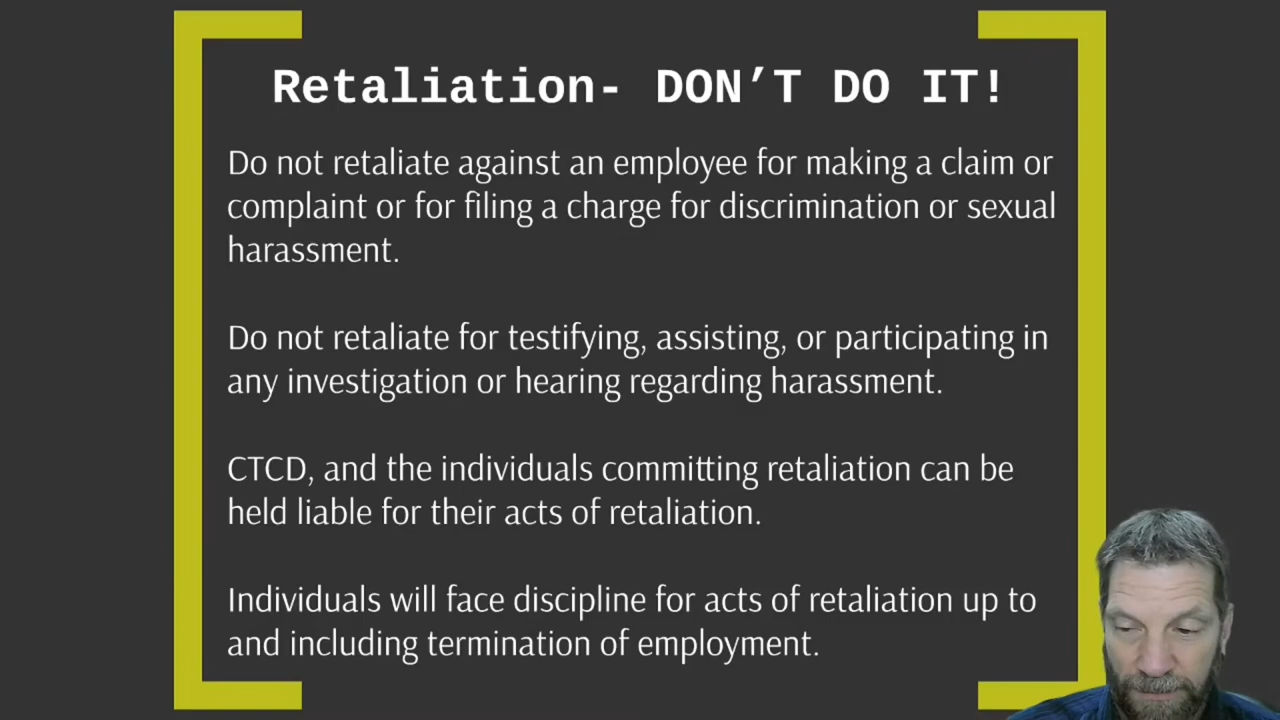 Retaliation- DON’T DO IT!
Do not retaliate against an employee for making a claim or
complaint or for filing a charge for discrimination or sexual
harassment.
Do not retaliate for testifying, assisting, or participating in
any investigation or hearing regarding harassment.
CTCD, and the individuals committing retaliation can be
held liable for their acts of retaliation.
Individuals will face discipline for acts of retaliation up to
and including termination of employment.